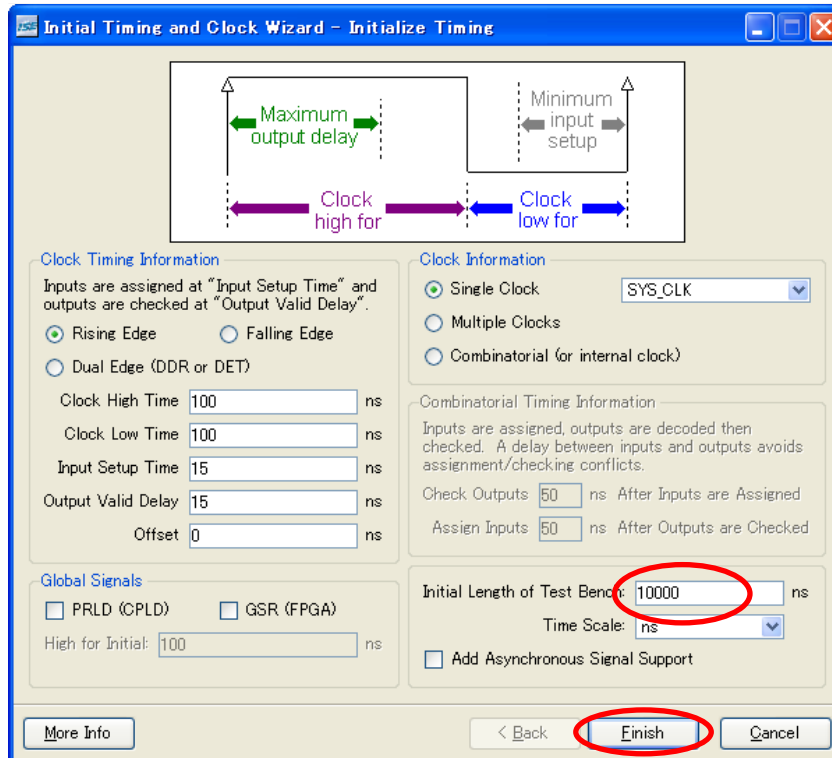 ISE Initial Timing and Clock Wizard - Initialize Timing
Maximum
output delay
Minimum
input
setup
Clock
high for
Clock
low for
Clock Timing Information
Inputs are assigned at "Input Setup Time" and
outputs are checked at "Output Valid Delay".
Rising Edge
Falling Edge
Dual Edge (DDR or DET)
Clock High Time 100 ns
Clock Low Time 100 ns
Input Setup Time 15 ns
Output Valid Delay 15 ns
Offset 0 ns
Global Signals
PRLD (CPLD)
GSR (FPGA)
High for Initial: 100 ns
Clock Information
Single Clock SYS_CLK
Multiple Clocks
Combinatorial (or internal clock)
Combinatorial Timing Information
Inputs are assigned, outputs are decoded then
checked. A delay between inputs and outputs avoids
assignment/checking conflicts.
Check Outputs 50 ns After Inputs are Assigned
Assign Inputs 50 ns After Outputs are Checked
Initial Length of Test Bench: 10000 ns
Time Scale: ns
Add Asynchronous Signal Support
More Info
< Back
Finish
Cancel